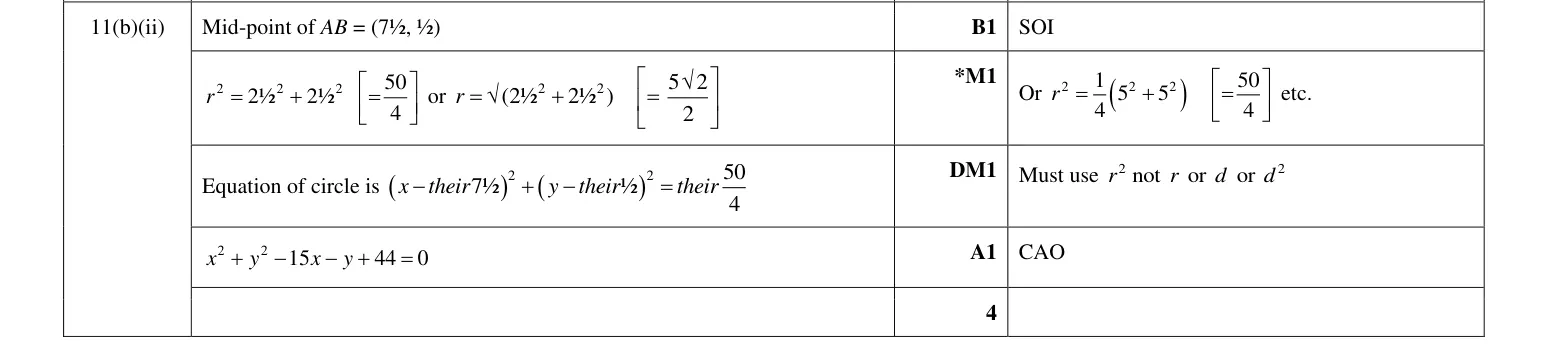 11(b)(ii) Mid-point of AB = (7½, ½) B1 SOI
r² = 2½² + 2½² [= 50/4] or r = √(2½² + 2½²) [= 5√2/2] *M1 Or r² = 1/4(5² + 5²) [= 50/4] etc.
Equation of circle is (x − their7½)² + (y − their½)² = their 50/4 DM1 Must use r² not r or d or d²
x² + y² − 15x − y + 44 = 0 A1 CAO
4